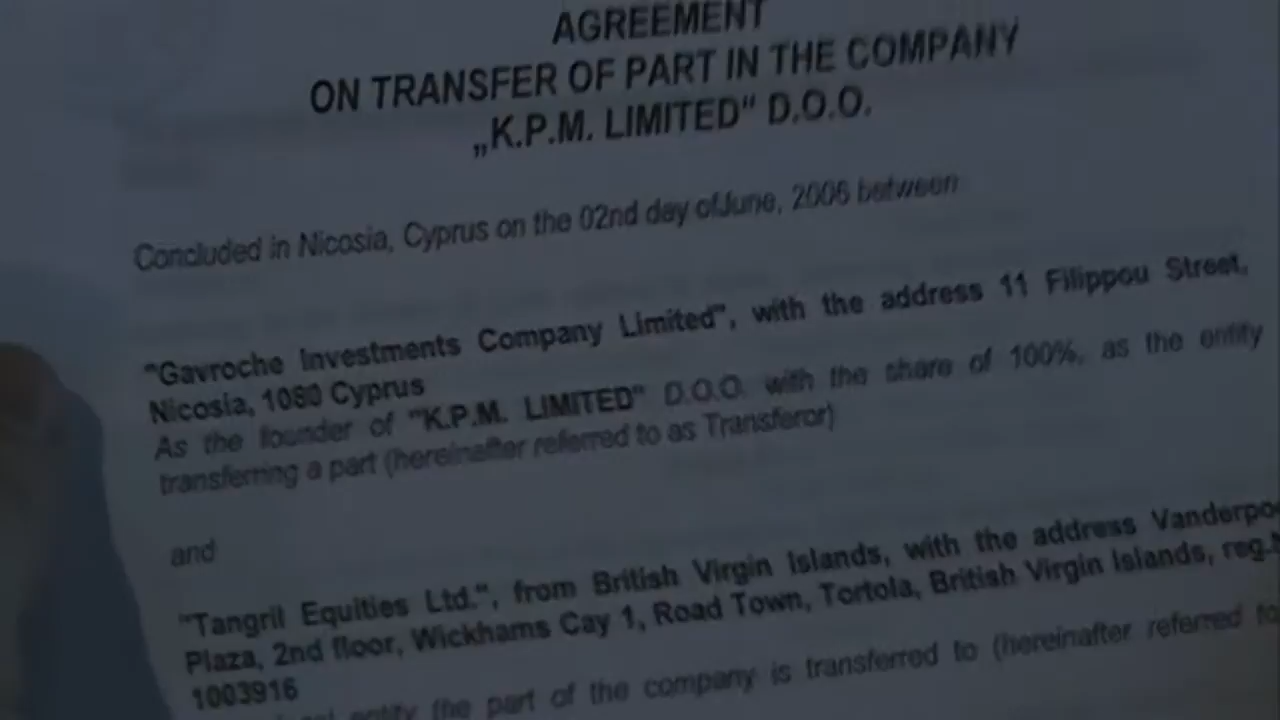 AGREEMENT
ON TRANSFER OF PART IN THE COMPANY
„K.P.M. LIMITED" D.O.O.
Concluded in Nicosia, Cyprus on the 02nd day ofJune, 2006 between
"Gavroche Investments Company Limited", with the address 11 Filippou Street,
Nicosia, 1080 Cyprus
As the founder of "K.P.M. LIMITED" D.O.O. with the share of 100%, as the entity
transferring a part (hereinafter referred to as Transferor)
and
"Tangril Equities Ltd.", from British Virgin Islands, with the address
Plaza, 2nd floor, Wickhams Cay 1, Road Town, Tortola, British Virgin Islands, reg.
1003916
entity the part of the company is transferred to (hereinafter referred to